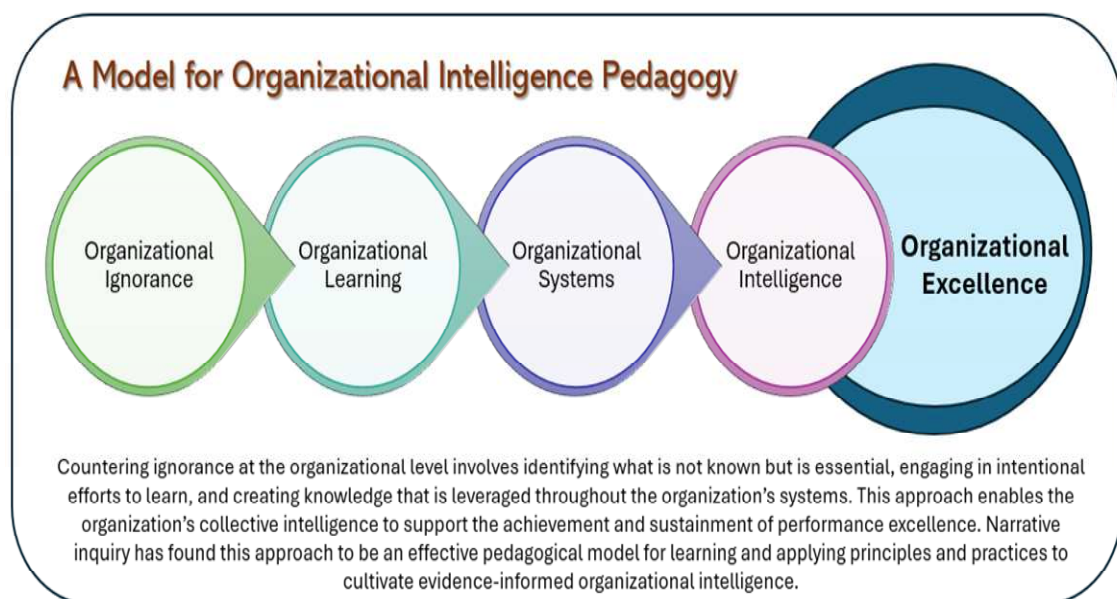 A Model for Organizational Intelligence Pedagogy
Organizational
Ignorance
Organizational
Learning
Organizational
Systems
Organizational
Intelligence
Organizational
Excellence
Countering ignorance at the organizational level involves identifying what is not known but is essential, engaging in intentional
efforts to learn, and creating knowledge that is leveraged throughout the organization’s systems. This approach enables the
organization’s collective intelligence to support the achievement and sustainment of performance excellence. Narrative
inquiry has found this approach to be an effective pedagogical model for learning and applying principles and practices to
cultivate evidence-informed organizational intelligence.